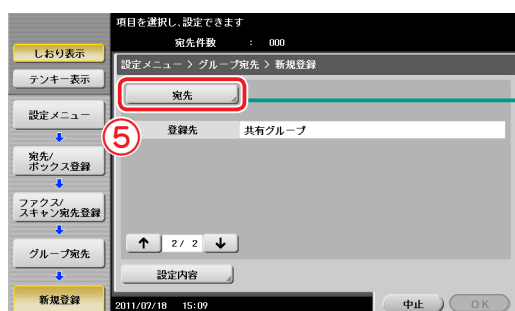 項目を選択し、設定できます
宛先件数 : 000
しおり表示
テンキー表示
設定メニュー
宛先/
ボックス登録
ファクス/
スキャン宛先登録
グループ宛先
新規登録
設定メニュー > グループ宛先 > 新規登録
宛先
⑤
登録先 共有グループ
↑ 2/ 2 ↓
設定内容
2011/07/18 15:09
中止
OK